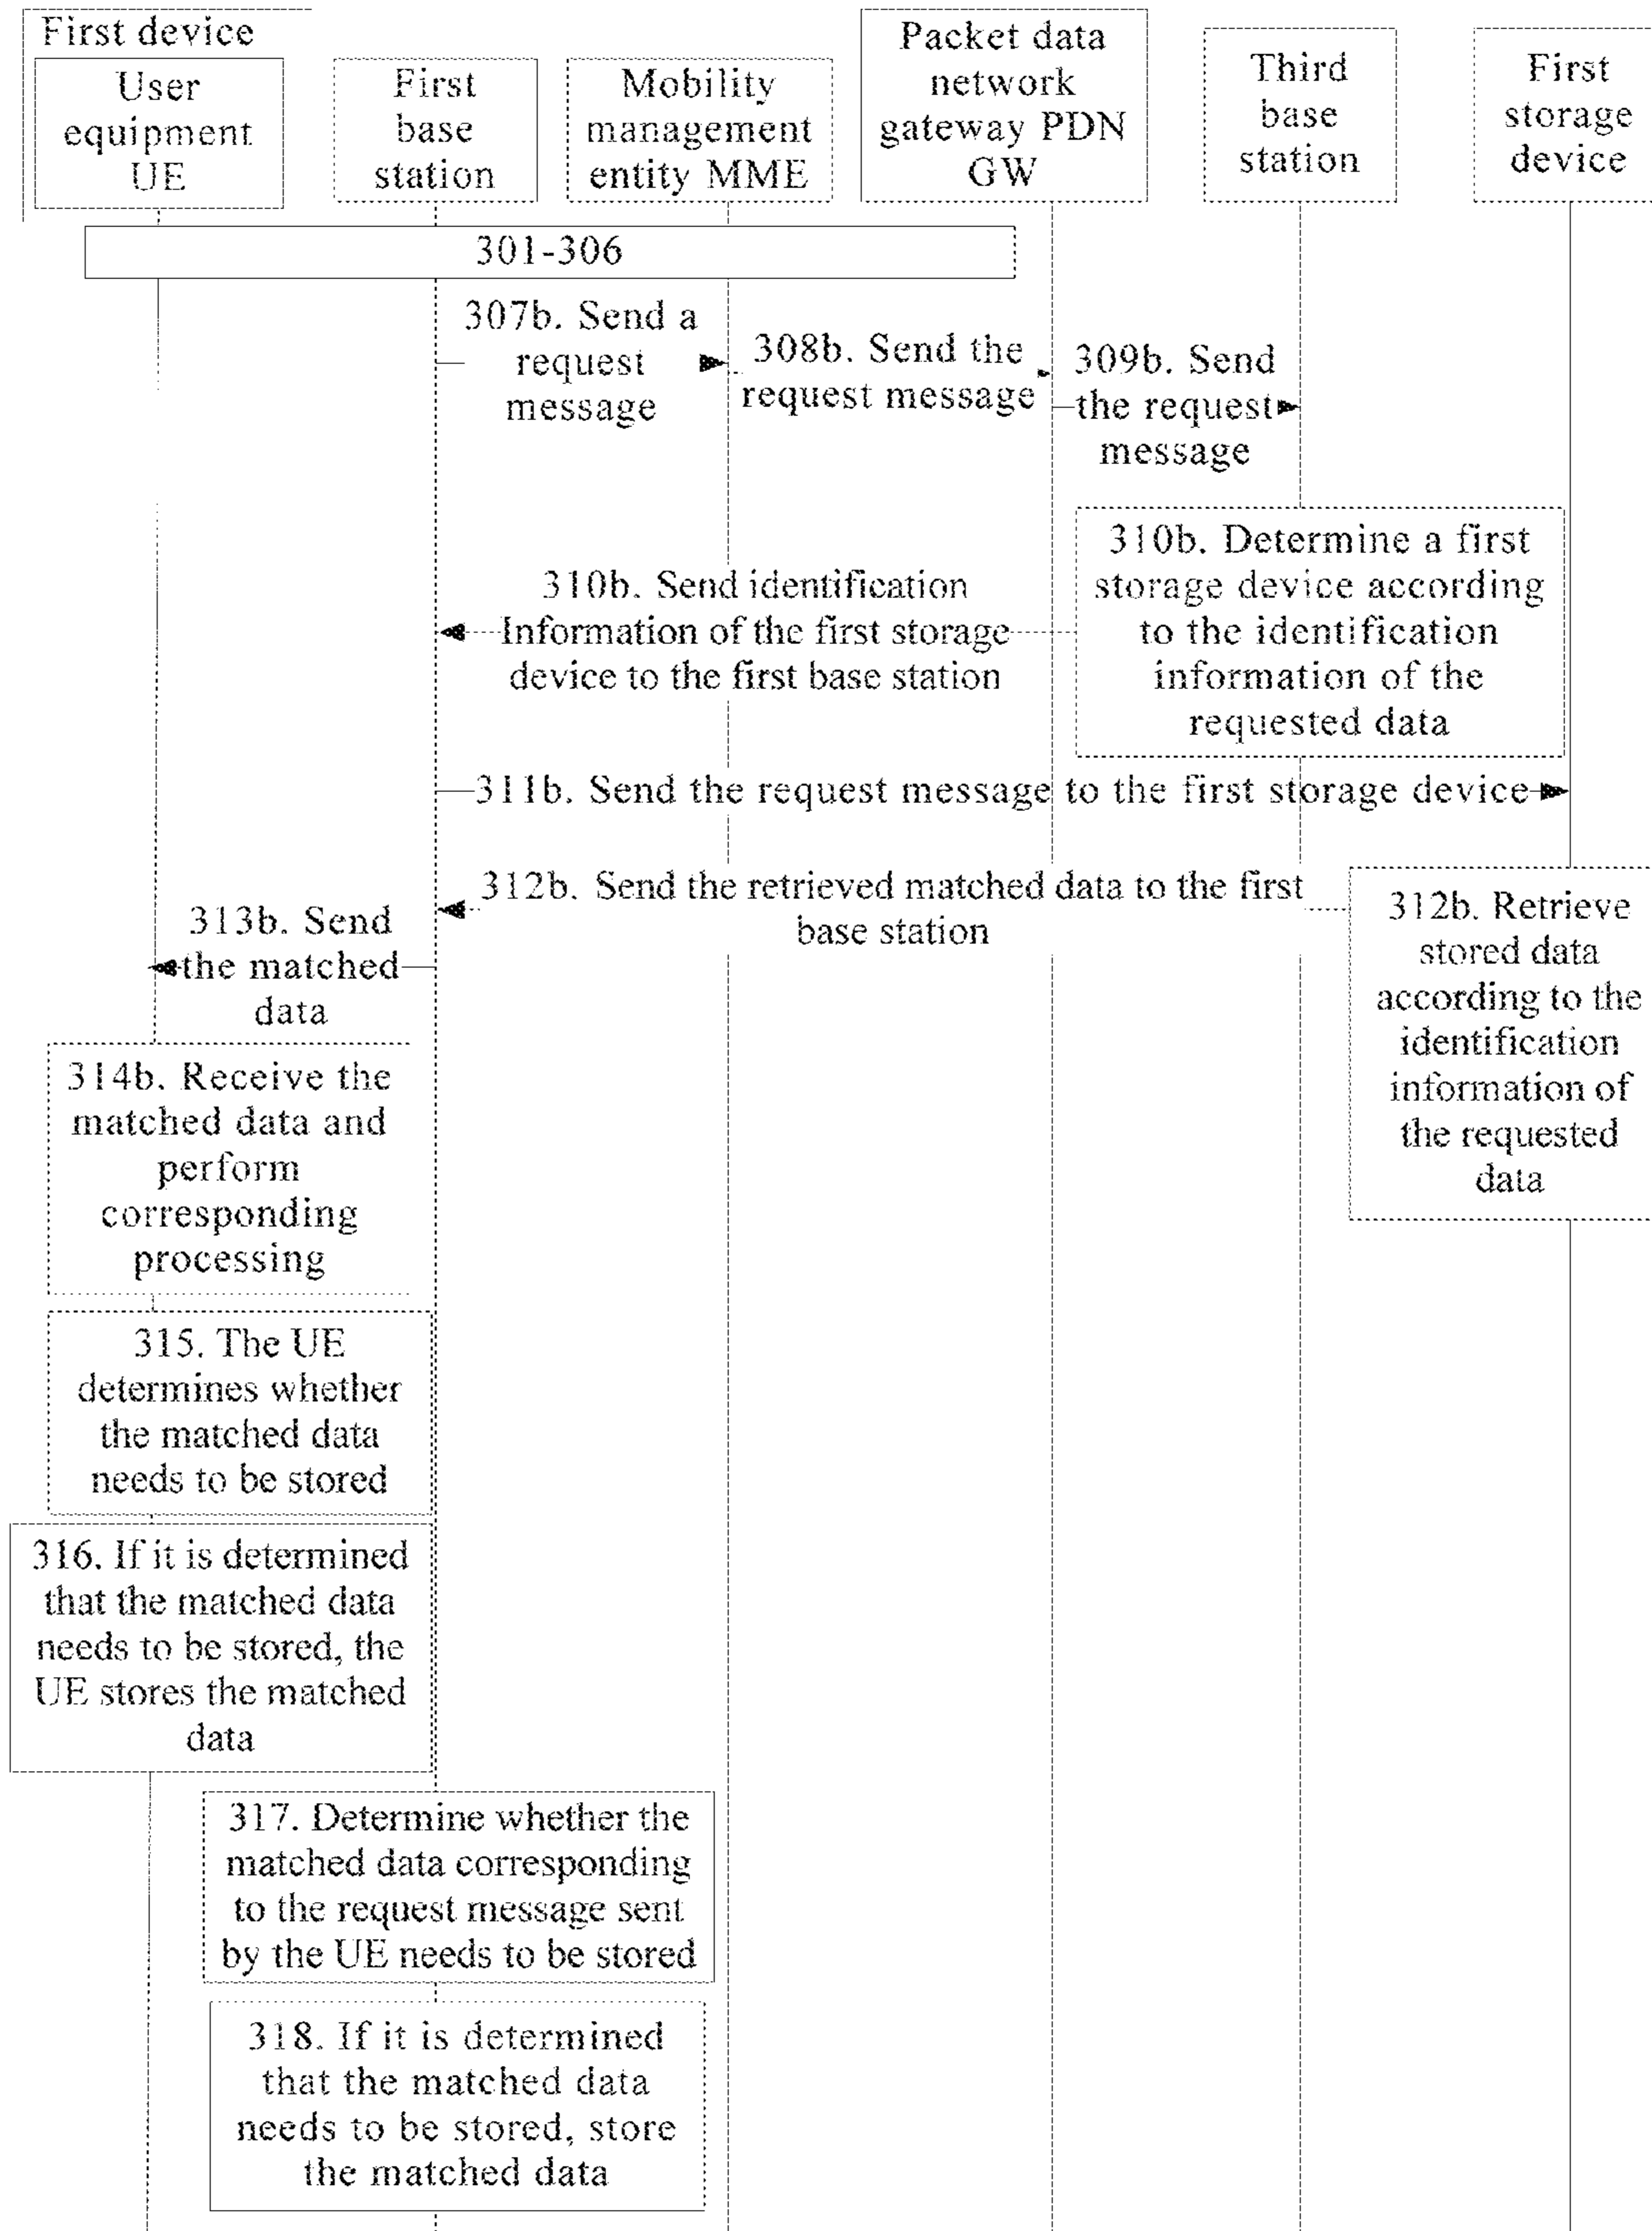 First device
User
equipment
UE
First
base
station
Mobility
management
entity MME
Packet data
network
gateway PDN
GW
Third
base
station
First
storage
device
301-306
307b. Send a
request
message
308b. Send the
request message
309b. Send
the request
message
310b. Determine a first
storage device according
to the identification
information of the
requested data
310b. Send identification
Information of the first storage
device to the first base station
311b. Send the request message to the first storage device
312b. Send the retrieved matched data to the first
base station
312b. Retrieve
stored data
according to the
identification
information of
the requested
data
313b. Send
the matched
data
314b. Receive the
matched data and
perform
corresponding
processing
315. The UE
determines whether
the matched data
needs to be stored
316. If it is determined
that the matched data
needs to be stored, the
UE stores the matched
data
317. Determine whether the
matched data corresponding
to the request message sent
by the UE needs to be stored
318. If it is determined
that the matched data
needs to be stored, store
the matched data